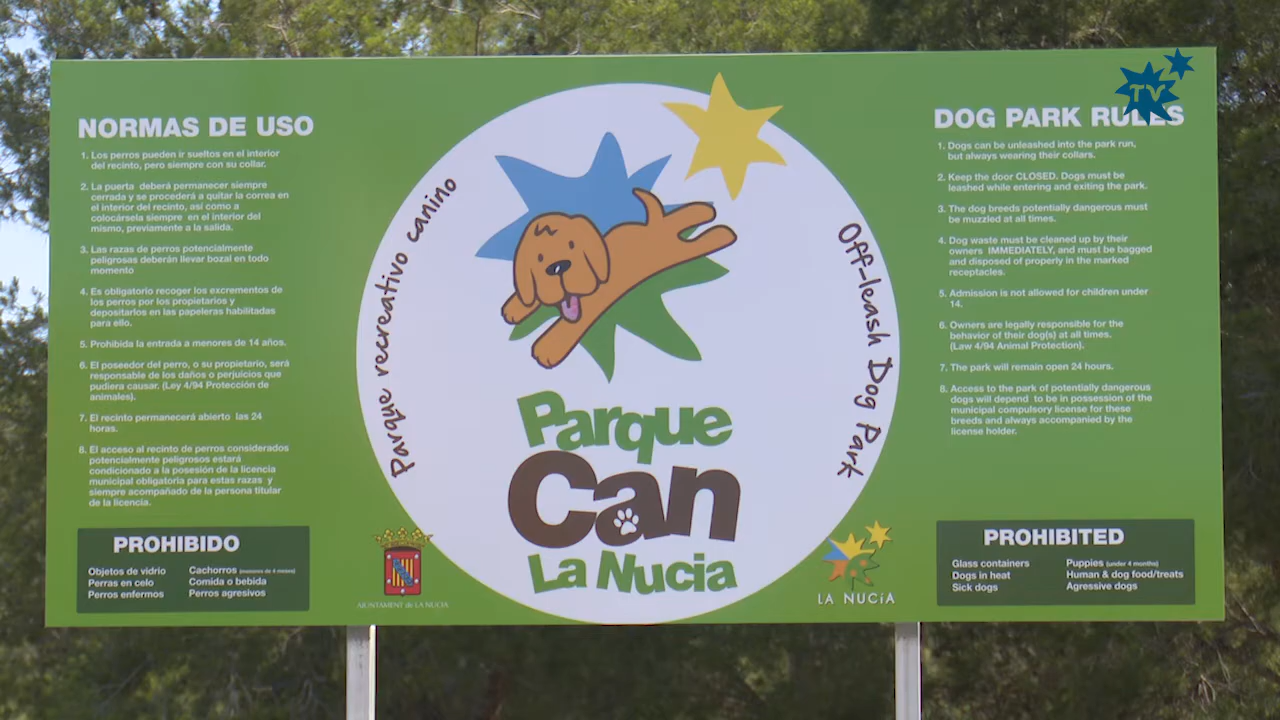 NORMAS DE USO
1. Los perros pueden ir sueltos en el interior
del recinto, pero siempre con su collar.
2. La puerta deberá permanecer siempre
cerrada y se procederá a quitar la correa en
el interior del recinto, así como a
colocársela siempre en el interior del
mismo, previamente a la salida.
3. Las razas de perros potencialmente
peligrosas deberán llevar bozal en todo
momento
4. Es obligatorio recoger los excrementos de
los perros por los propietarios y
depositarlos en las papeleras habilitadas
para ello.
5. Prohibida la entrada a menores de 14 años.
6. El poseedor del perro, o su propietario, será
responsable de los daños o perjuicios que
pudiera causar. (Ley 4/94 Protección de
animales).
7. El recinto permanecerá abierto las 24
horas.
8. El acceso al recinto de perros considerados
potencialmente peligrosos estará
condicionado a la posesión de la licencia
municipal obligatoria para estas razas y
siempre acompañado de la persona titular
de la licencia.
PROHIBIDO
Objetos de vidrio
Perras en celo
Perros enfermos
Cachorros (menores de 4 meses)
Comida o bebida
Perros agresivos
Parque recreativo canino
Off-leash Dog Park
Parque
Can
La Nucia
AJUNTAMENT de LA NUCIA
LA NUCíA
TV
DOG PARK RULES
1. Dogs can be unleashed into the park run,
but always wearing their collars.
2. Keep the door CLOSED. Dogs must be
leashed while entering and exiting the park.
3. The dog breeds potentially dangerous must
be muzzled at all times.
4. Dog waste must be cleaned up by their
owners IMMEDIATELY, and must be bagged
and disposed of properly in the marked
receptacles.
5. Admission is not allowed for children under
14.
6. Owners are legally responsible for the
behavior of their dog(s) at all times.
(Law 4/94 Animal Protection).
7. The park will remain open 24 hours.
8. Access to the park of potentially dangerous
dogs will depend to be in possession of the
municipal compulsory license for these
breeds and always accompanied by the
license holder.
PROHIBITED
Glass containers
Dogs in heat
Sick dogs
Puppies (under 4 months)
Human & dog food/treats
Agressive dogs